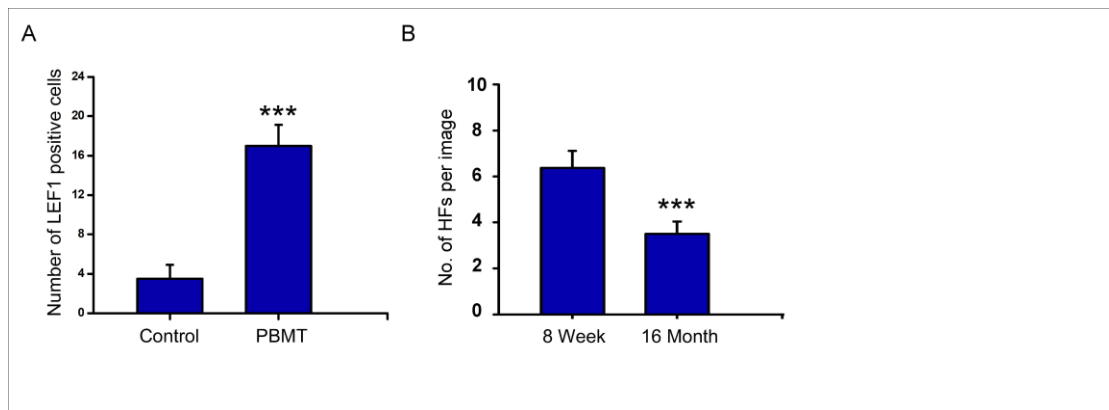 A
Number of LEF1 positive cells
24
20
16
12
8
4
0
***
Control PBMT
B
No. of HFs per image
10
8
6
4
2
0
***
8 Week 16 Month